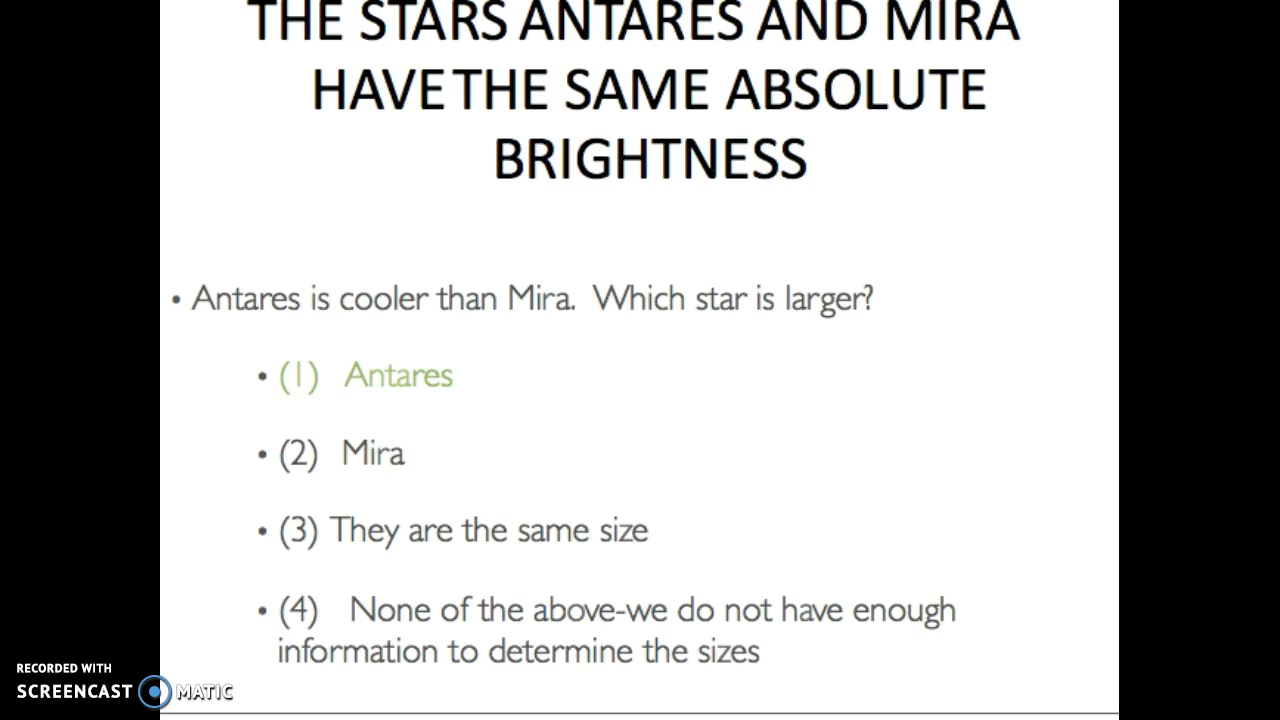 THE STARS ANTARES AND MIRA
HAVE THE SAME ABSOLUTE
BRIGHTNESS
• Antares is cooler than Mira. Which star is larger?
• (1) Antares
• (2) Mira
• (3) They are the same size
• (4) None of the above-we do not have enough
information to determine the sizes
RECORDED WITH
SCREENCAST MATIC